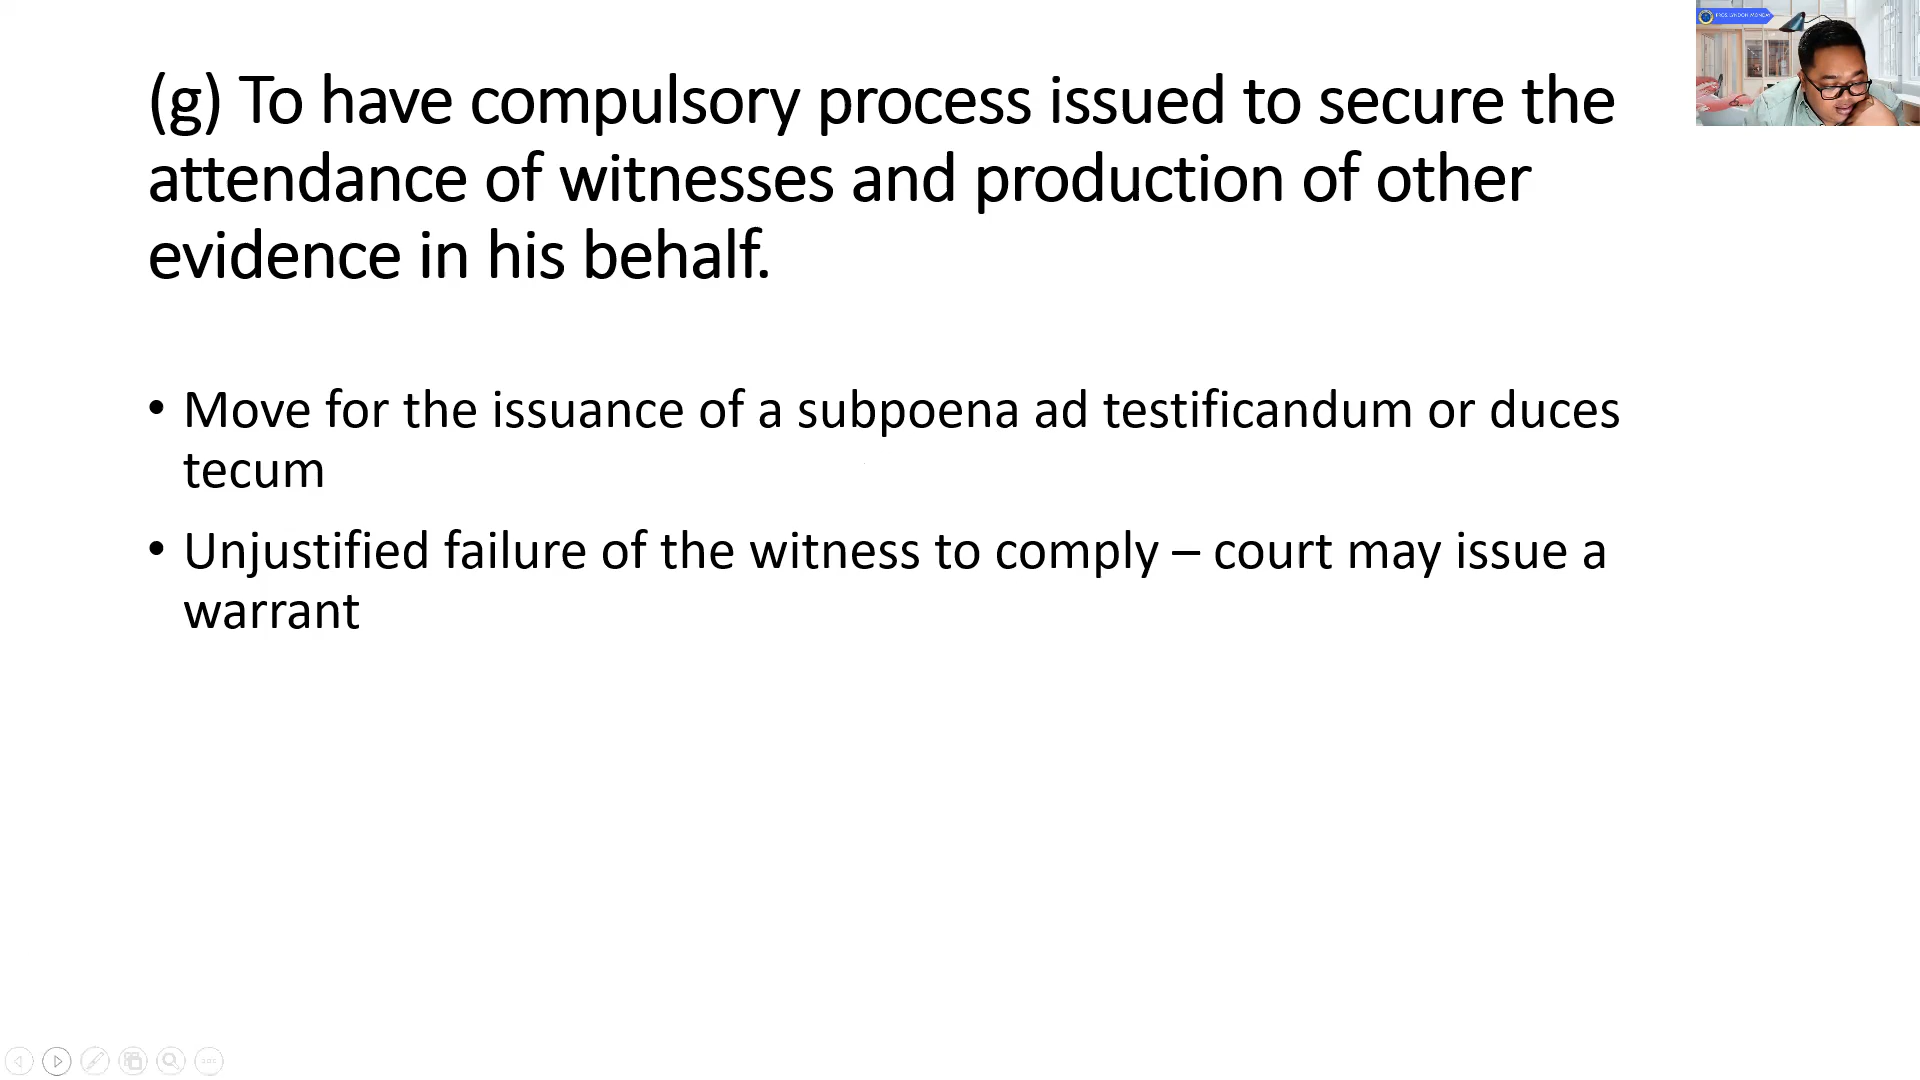 (g) To have compulsory process issued to secure the
attendance of witnesses and production of other
evidence in his behalf.
• Move for the issuance of a subpoena ad testificandum or duces
tecum
• Unjustified failure of the witness to comply – court may issue a
warrant